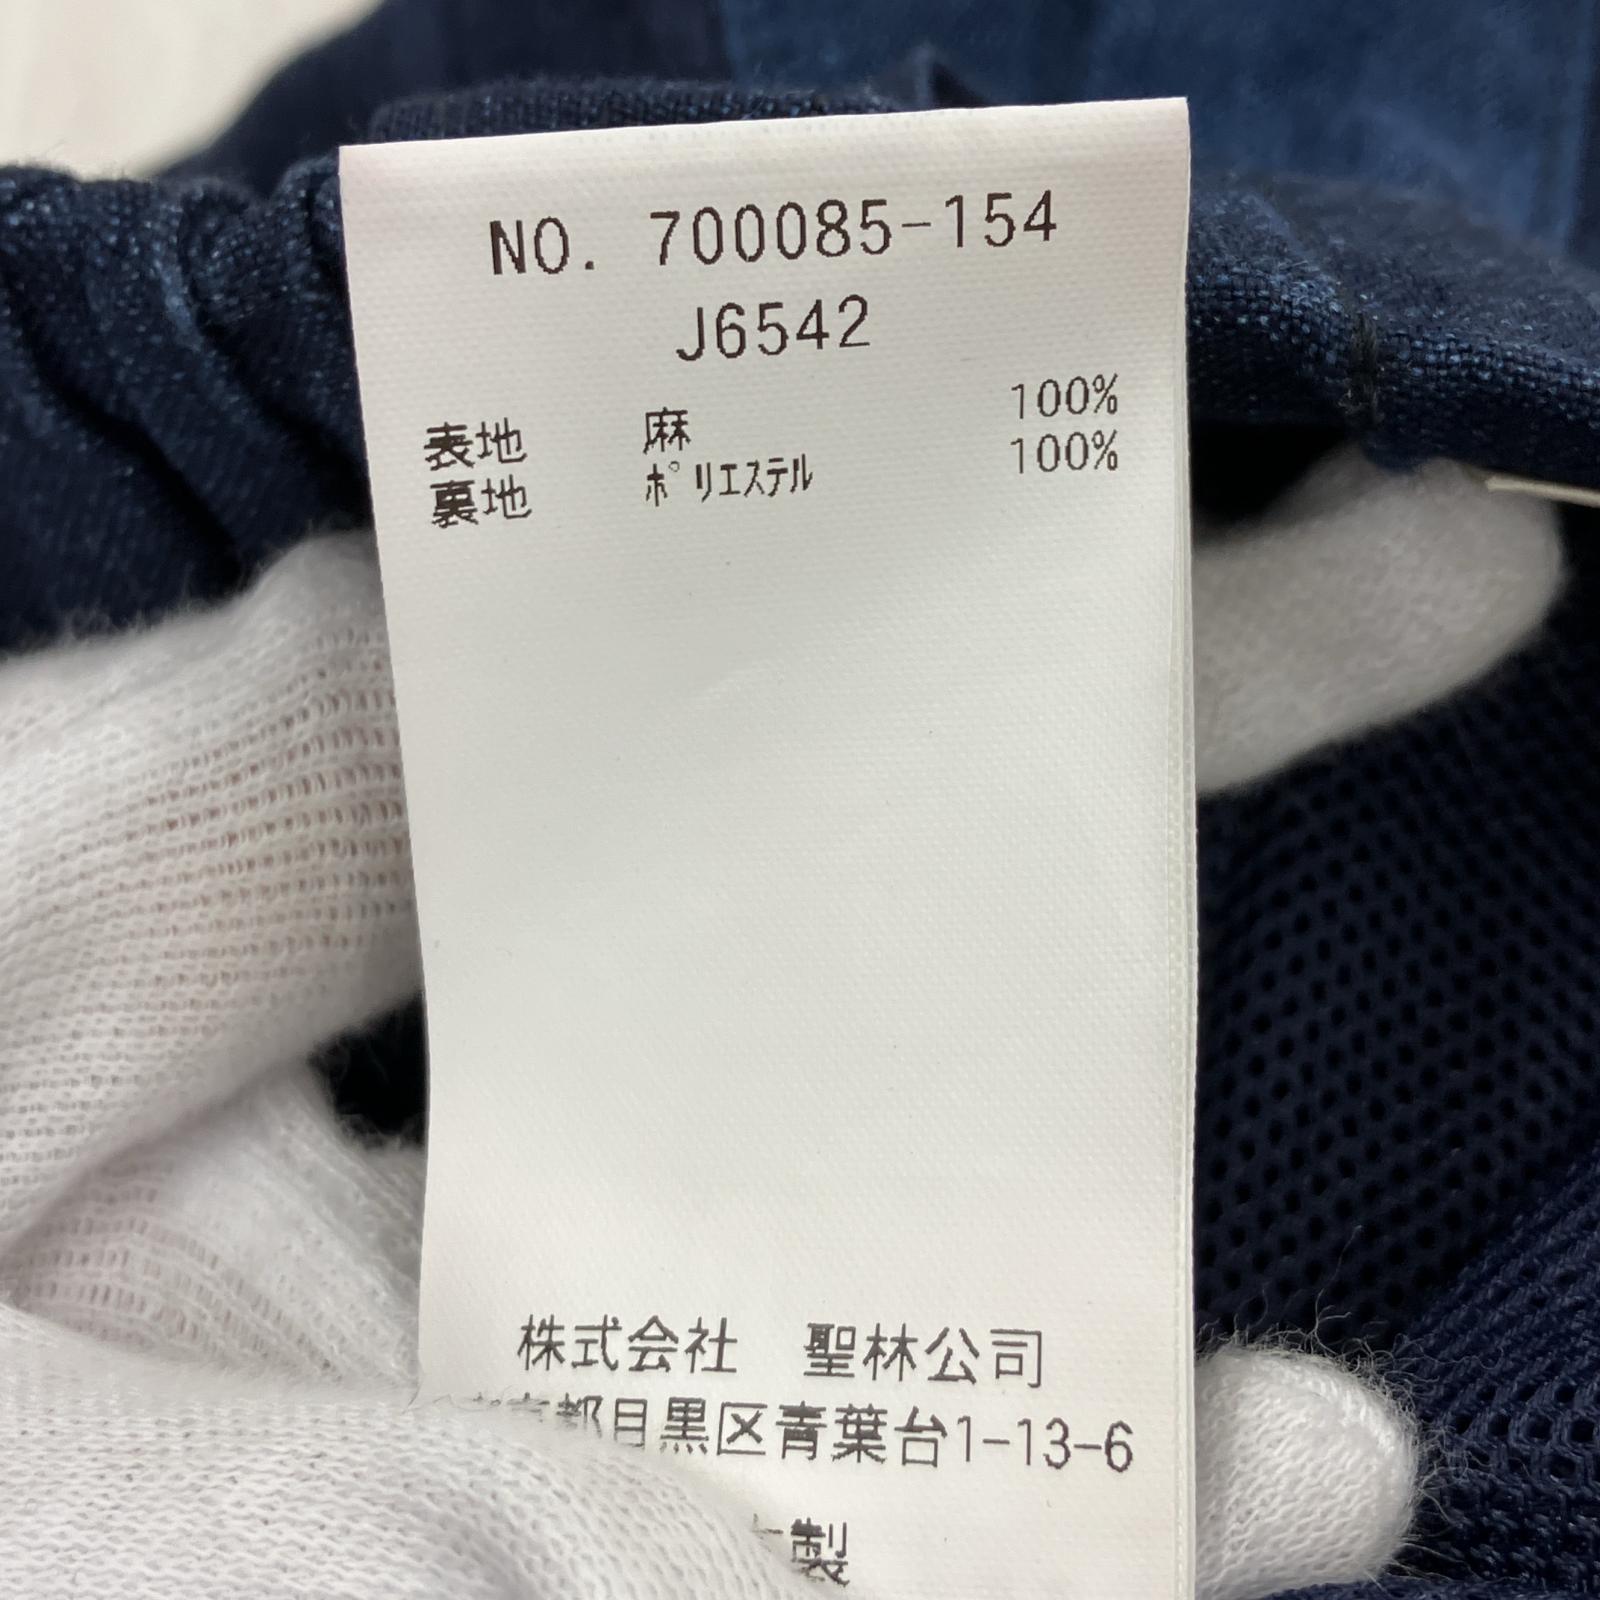 NO. 700085-154
J6542
表地 麻 100%
裏地 ポリエステル 100%
株式会社 聖林公司
京都目黒区青葉台1-13-6
製